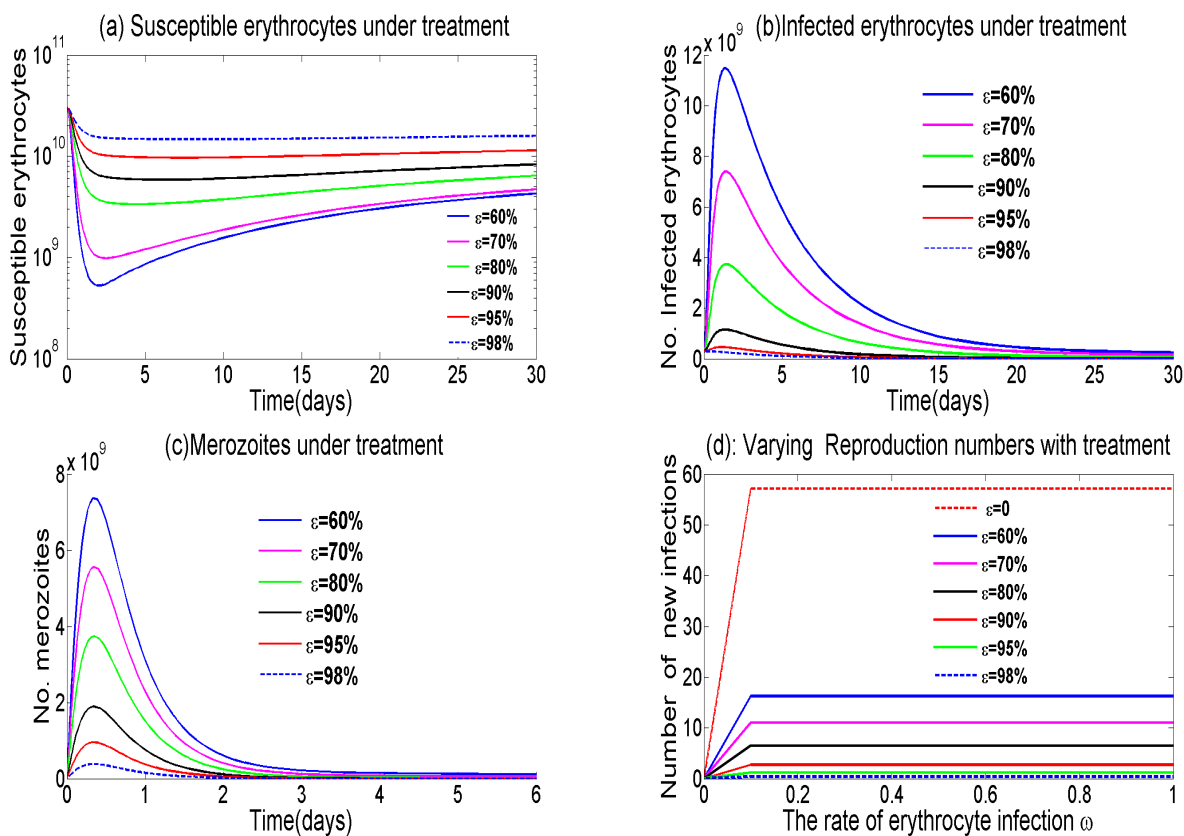 (a) Susceptible erythrocytes under treatment
Susceptible erythrocytes
10^11
10^10
10^9
10^8
0 5 10 15 20 25 30
Time(days)
ε=60%
ε=70%
ε=80%
ε=90%
ε=95%
ε=98%
(b)Infected erythrocytes under treatment
x 10^9
No. Infected erythrocytes
12
10
8
6
4
2
0
0 5 10 15 20 25 30
Time(days)
ε=60%
ε=70%
ε=80%
ε=90%
ε=95%
ε=98%
(c)Merozoites under treatment
x 10^9
No. merozoites
8
6
4
2
0
0 1 2 3 4 5 6
Time(days)
ε=60%
ε=70%
ε=80%
ε=90%
ε=95%
ε=98%
(d): Varying Reproduction numbers with treatment
Number of new infections
60
50
40
30
20
10
0
0 0.2 0.4 0.6 0.8 1
The rate of erythrocyte infection ω
ε=0
ε=60%
ε=70%
ε=80%
ε=90%
ε=95%
ε=98%